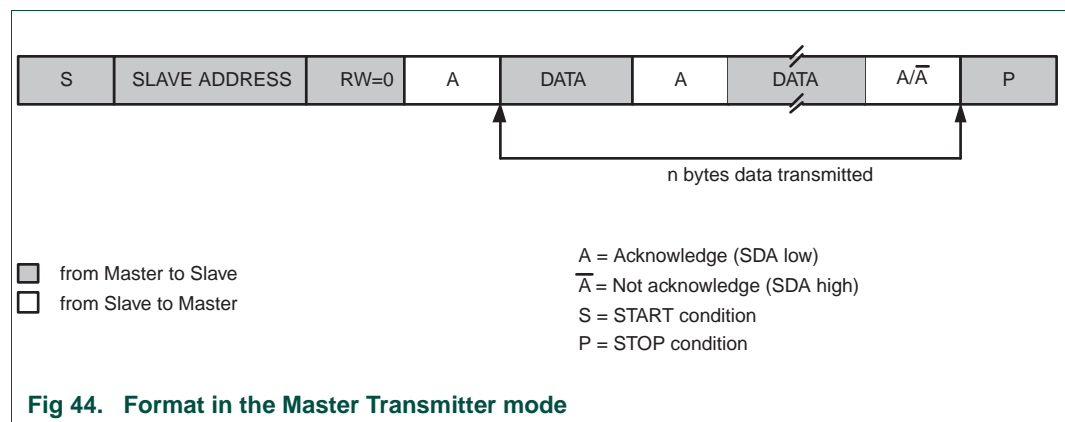 S SLAVE ADDRESS RW=0 A DATA A DATA A/A̅ P
n bytes data transmitted
from Master to Slave
from Slave to Master
A = Acknowledge (SDA low)
A̅ = Not acknowledge (SDA high)
S = START condition
P = STOP condition
Fig 44. Format in the Master Transmitter mode